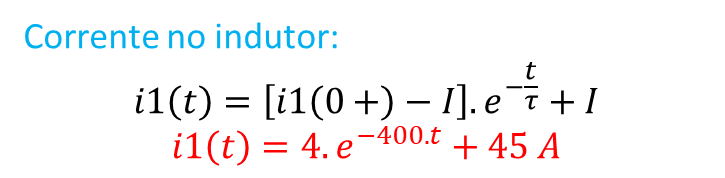 Corrente no indutor:
i1(t) = [i1(0 +) − I]. e^−t/τ + I
i1(t) = 4. e^−400.t + 45 A